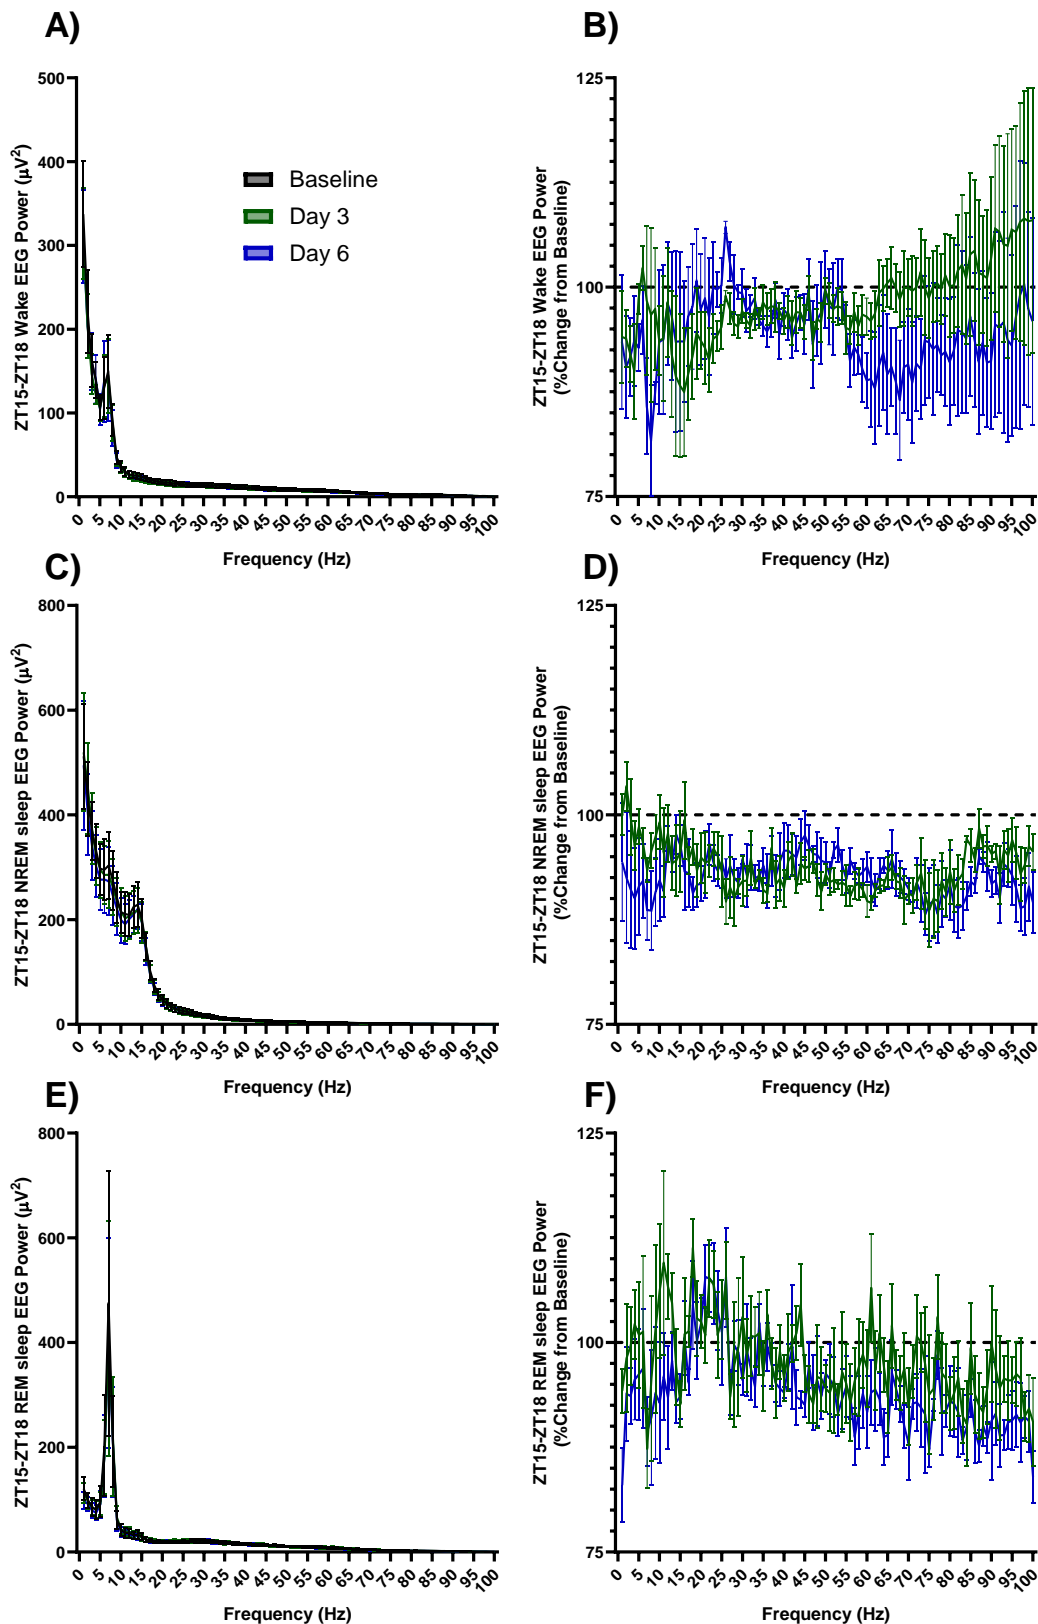 A)
B)
500
400
300
200
100
0
ZT15-ZT18 Wake EEG Power (µV²)
Baseline
Day 3
Day 6
0 5 10 15 20 25 30 35 40 45 50 55 60 65 70 75 80 85 90 95 100
Frequency (Hz)
125
100
75
ZT15-ZT18 Wake EEG Power
(%Change from Baseline)
0 5 10 15 20 25 30 35 40 45 50 55 60 65 70 75 80 85 90 95 100
Frequency (Hz)
C)
D)
800
600
400
200
0
ZT15-ZT18 NREM sleep EEG Power (µV²)
0 5 10 15 20 25 30 35 40 45 50 55 60 65 70 75 80 85 90 95 100
Frequency (Hz)
125
100
75
ZT15-ZT18 NREM sleep EEG Power
(%Change from Baseline)
0 5 10 15 20 25 30 35 40 45 50 55 60 65 70 75 80 85 90 95 100
Frequency (Hz)
E)
F)
800
600
400
200
0
ZT15-ZT18 REM sleep EEG Power (µV²)
0 5 10 15 20 25 30 35 40 45 50 55 60 65 70 75 80 85 90 95 100
Frequency (Hz)
125
100
75
ZT15-ZT18 REM sleep EEG Power
(%Change from Baseline)
0 5 10 15 20 25 30 35 40 45 50 55 60 65 70 75 80 85 90 95 100
Frequency (Hz)